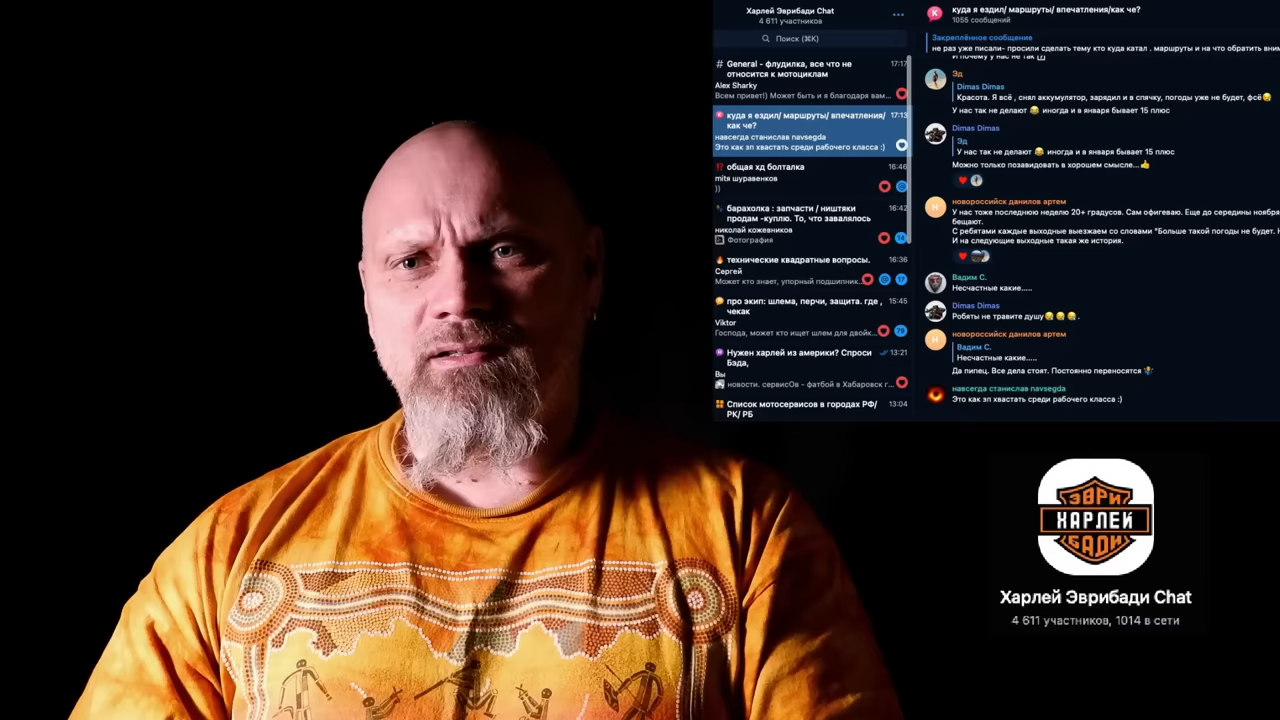 Харлей Эврибади Chat
4 611 участников
Поиск (⌘K)
General - флудилка, все что не
относится к мотоциклам
17:17
Alex Sharky
Всем привет!) Может быть и я благодаря вам...
куда я ездил/ маршруты/ впечатления/
как че?
17:13
навсегда станислав navsegda
Это как зп хвастать среди рабочего класса :)
общая хд болталка
16:46
mitя шуравенков
))
барахолка : запчасти / ништяки
продам -куплю. То, что завалялось
16:42
николай кожевников
Фотография
14
технические квадратные вопросы.
16:36
Сергей
Может кто знает, упорный подшипник...
17
про экип: шлема, перчи, защита. где ,
чекак
15:45
Viktor
Господа, может кто ищет шлем для двойк...
79
Нужен харлей из америки? Спроси
Бэда,
13:21
Вы
новости. сервисОв - фатбой в Хабаровск г...
Список мотосервисов в городах РФ/
РК/ РБ
13:04
куда я ездил/ маршруты/ впечатления/как че?
1055 сообщений
Закреплённое сообщение
не раз уже писали- просили сделать тему кто куда катал . маршруты и на что обратить
И почему у нас не так
Эд
Dimas Dimas
Красота. Я всё , снял аккумулятор, зарядил и в спячку, погоды уже не будет, фсё😪
У нас так не делают 😂 иногда и в января бывает 15 плюс
Dimas Dimas
Эд
У нас так не делают 😂 иногда и в января бывает 15 плюс
Можно только позавидовать в хорошем смысле...👍
новороссийск данилов артем
У нас тоже последнюю неделю 20+ градусов. Сам офигеваю. Еще до середины ноября
бещают.
С ребятами каждые выходные выезжаем со словами "Больше такой погоды не будет.
И на следующие выходные такая же история.
Вадим С.
Несчастные какие.....
Dimas Dimas
Робяты не травите душу😪😪😪.
новороссийск данилов артем
Вадим С.
Несчастные какие.....
Да пипец. Все дела стоят. Постоянно переносятся 🤷‍♂️
навсегда станислав navsegda
Это как зп хвастать среди рабочего класса :)
ЭВРИ
ХАРЛЕЙ
БАДИ
Харлей Эврибади Chat
4 611 участников, 1014 в сети